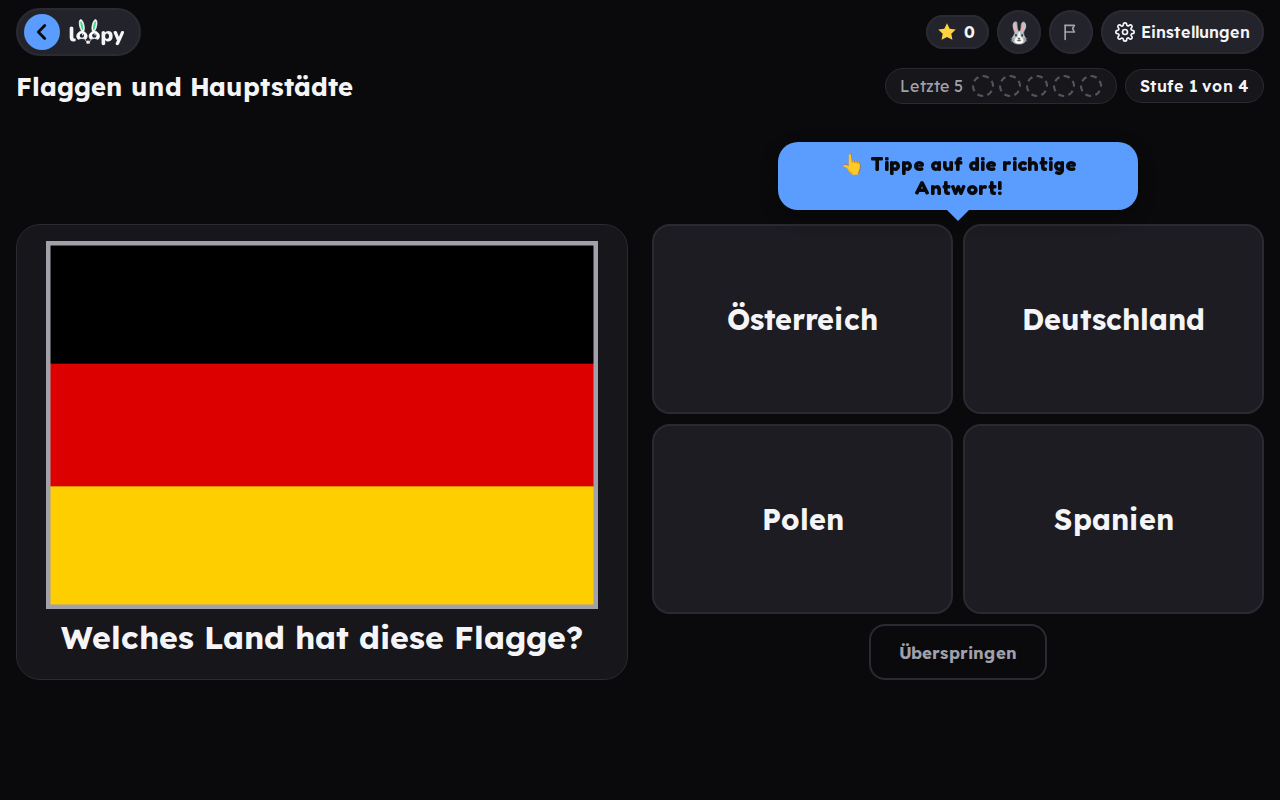 loopy
0
Einstellungen
Flaggen und Hauptstädte
Letzte 5
Stufe 1 von 4
👆 Tippe auf die richtige
Antwort!
Österreich
Deutschland
Polen
Spanien
Welches Land hat diese Flagge?
Überspringen